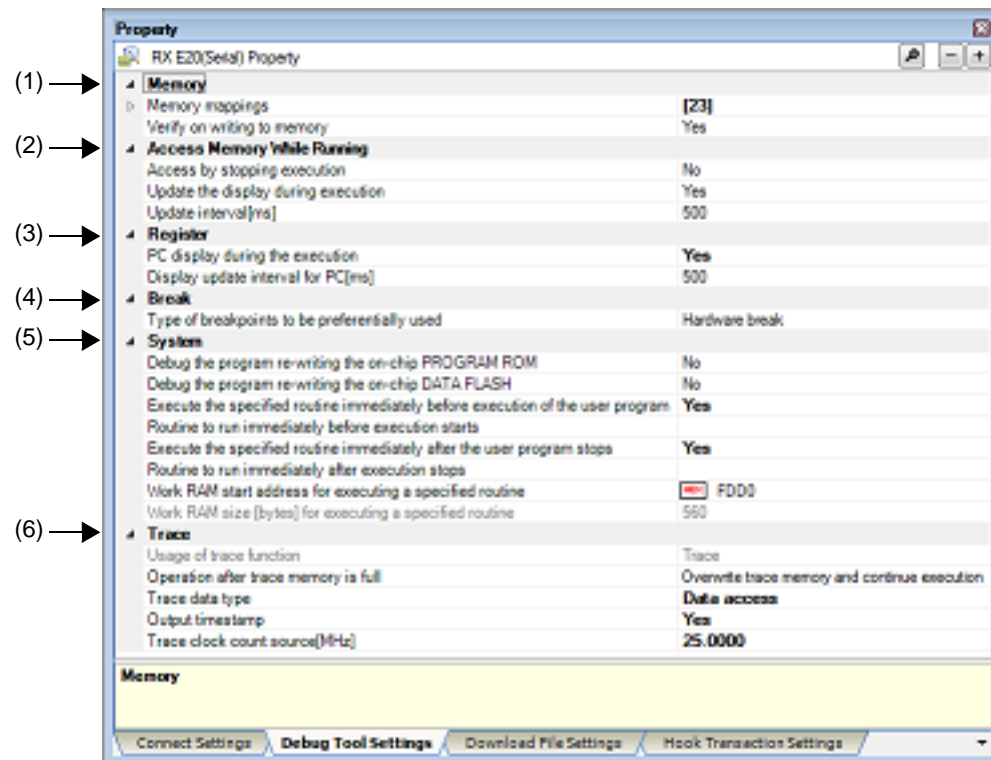 Property
RX E20(Serial) Property
(1) Memory
Memory mappings [23]
Verify on writing to memory Yes
(2) Access Memory While Running
Access by stopping execution No
Update the display during execution Yes
Update interval[ms] 500
(3) Register
PC display during the execution Yes
Display update interval for PC[ms] 500
(4) Break
Type of breakpoints to be preferentially used Hardware break
(5) System
Debug the program re-writing the on-chip PROGRAM ROM No
Debug the program re-writing the on-chip DATA FLASH No
Execute the specified routine immediately before execution of the user program Yes
Routine to run immediately before execution starts
Execute the specified routine immediately after the user program stops Yes
Routine to run immediately after execution stops
Work RAM start address for executing a specified routine FDD0
Work RAM size [bytes] for executing a specified routine 560
(6) Trace
Usage of trace function Trace
Operation after trace memory is full Overwrite trace memory and continue execution
Trace data type Data access
Output timestamp Yes
Trace clock count source[MHz] 25.0000
Memory
Connect Settings Debug Tool Settings Download File Settings Hook Transaction Settings